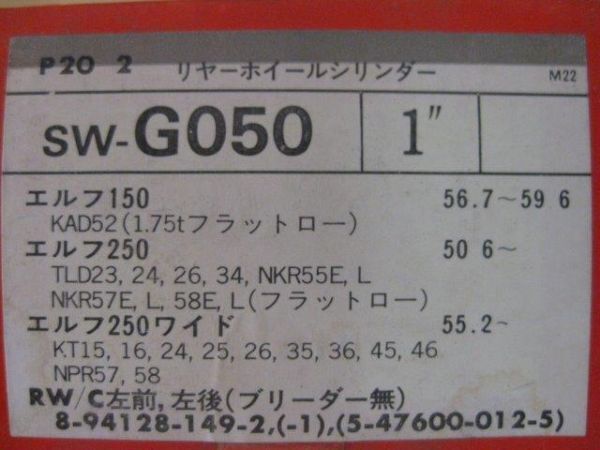 P20 2 リヤーホイールシリンダー M22
SW-G050 1″
エルフ150 56.7～59 6
KAD52(1.75tフラットロー)
エルフ250 50 6～
TLD23, 24, 26, 34, NKR55E, L
NKR57E, L, 58E, L(フラットロー)
エルフ250ワイド 55.2～
KT15, 16, 24, 25, 26, 35, 36, 45, 46
NPR57, 58
RW/C左前, 左後(ブリーダー無)
8-94128-149-2, (-1), (5-47600-012-5)